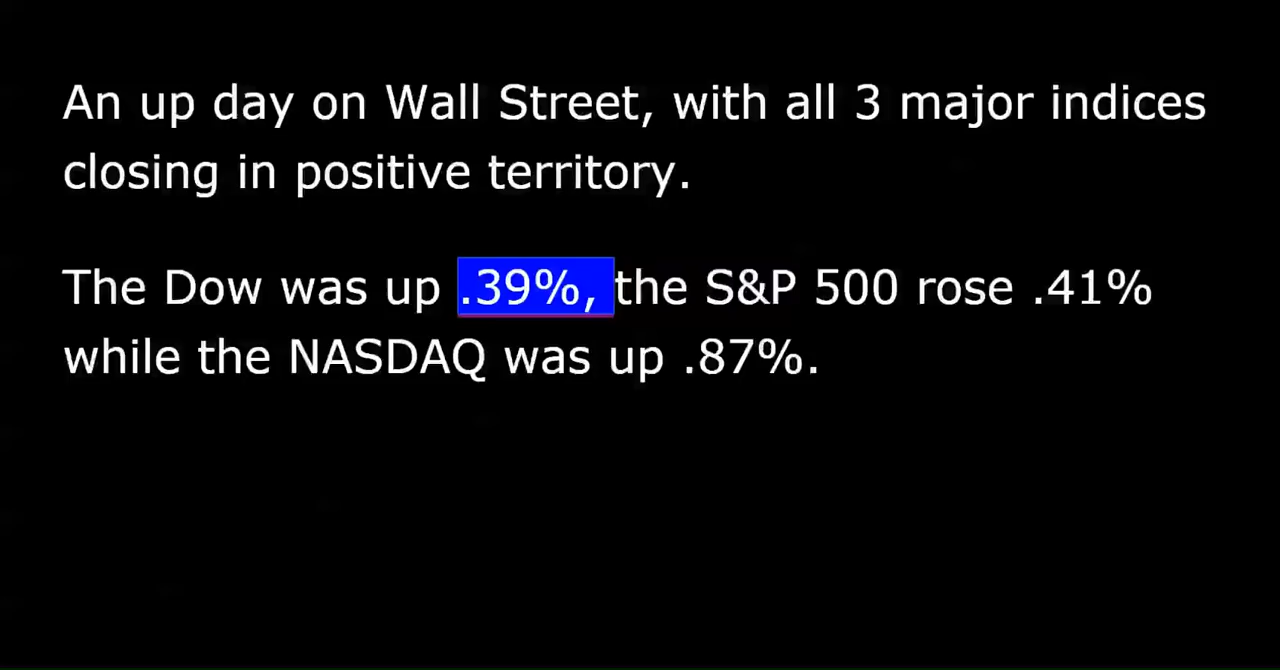 An up day on Wall Street, with all 3 major indices
closing in positive territory.
The Dow was up .39%, the S&P 500 rose .41%
while the NASDAQ was up .87%.